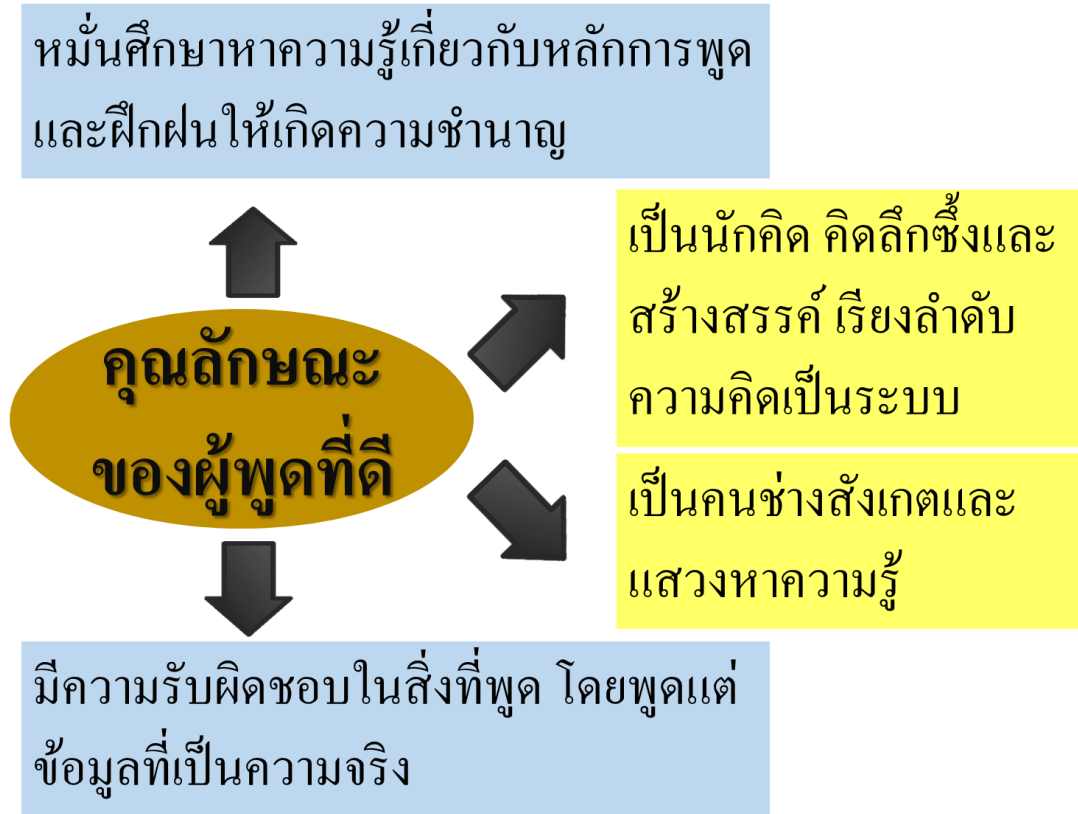 หมั่นศึกษาหาความรู้เกี่ยวกับหลักการพูด
และฝึกฝนให้เกิดความชำนาญ
เป็นนักคิด คิดลึกซึ้งและ
สร้างสรรค์ เรียงลำดับ
ความคิดเป็นระบบ
คุณลักษณะ
ของผู้พูดที่ดี
เป็นคนช่างสังเกตและ
แสวงหาความรู้
มีความรับผิดชอบในสิ่งที่พูด โดยพูดแต่
ข้อมูลที่เป็นความจริง